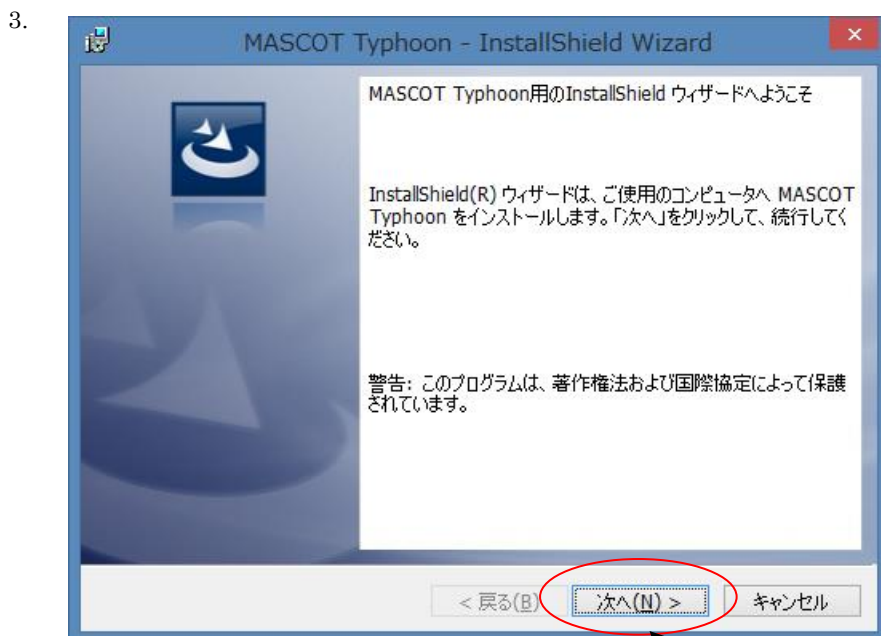 3.
MASCOT Typhoon - InstallShield Wizard
MASCOT Typhoon用のInstallShield ウィザードへようこそ
InstallShield(R) ウィザードは、ご使用のコンピュータへ MASCOT
Typhoon をインストールします。「次へ」をクリックして、続行してく
ださい。
警告: このプログラムは、著作権法および国際協定によって保護
されています。
< 戻る(B)
次へ(N) >
キャンセル